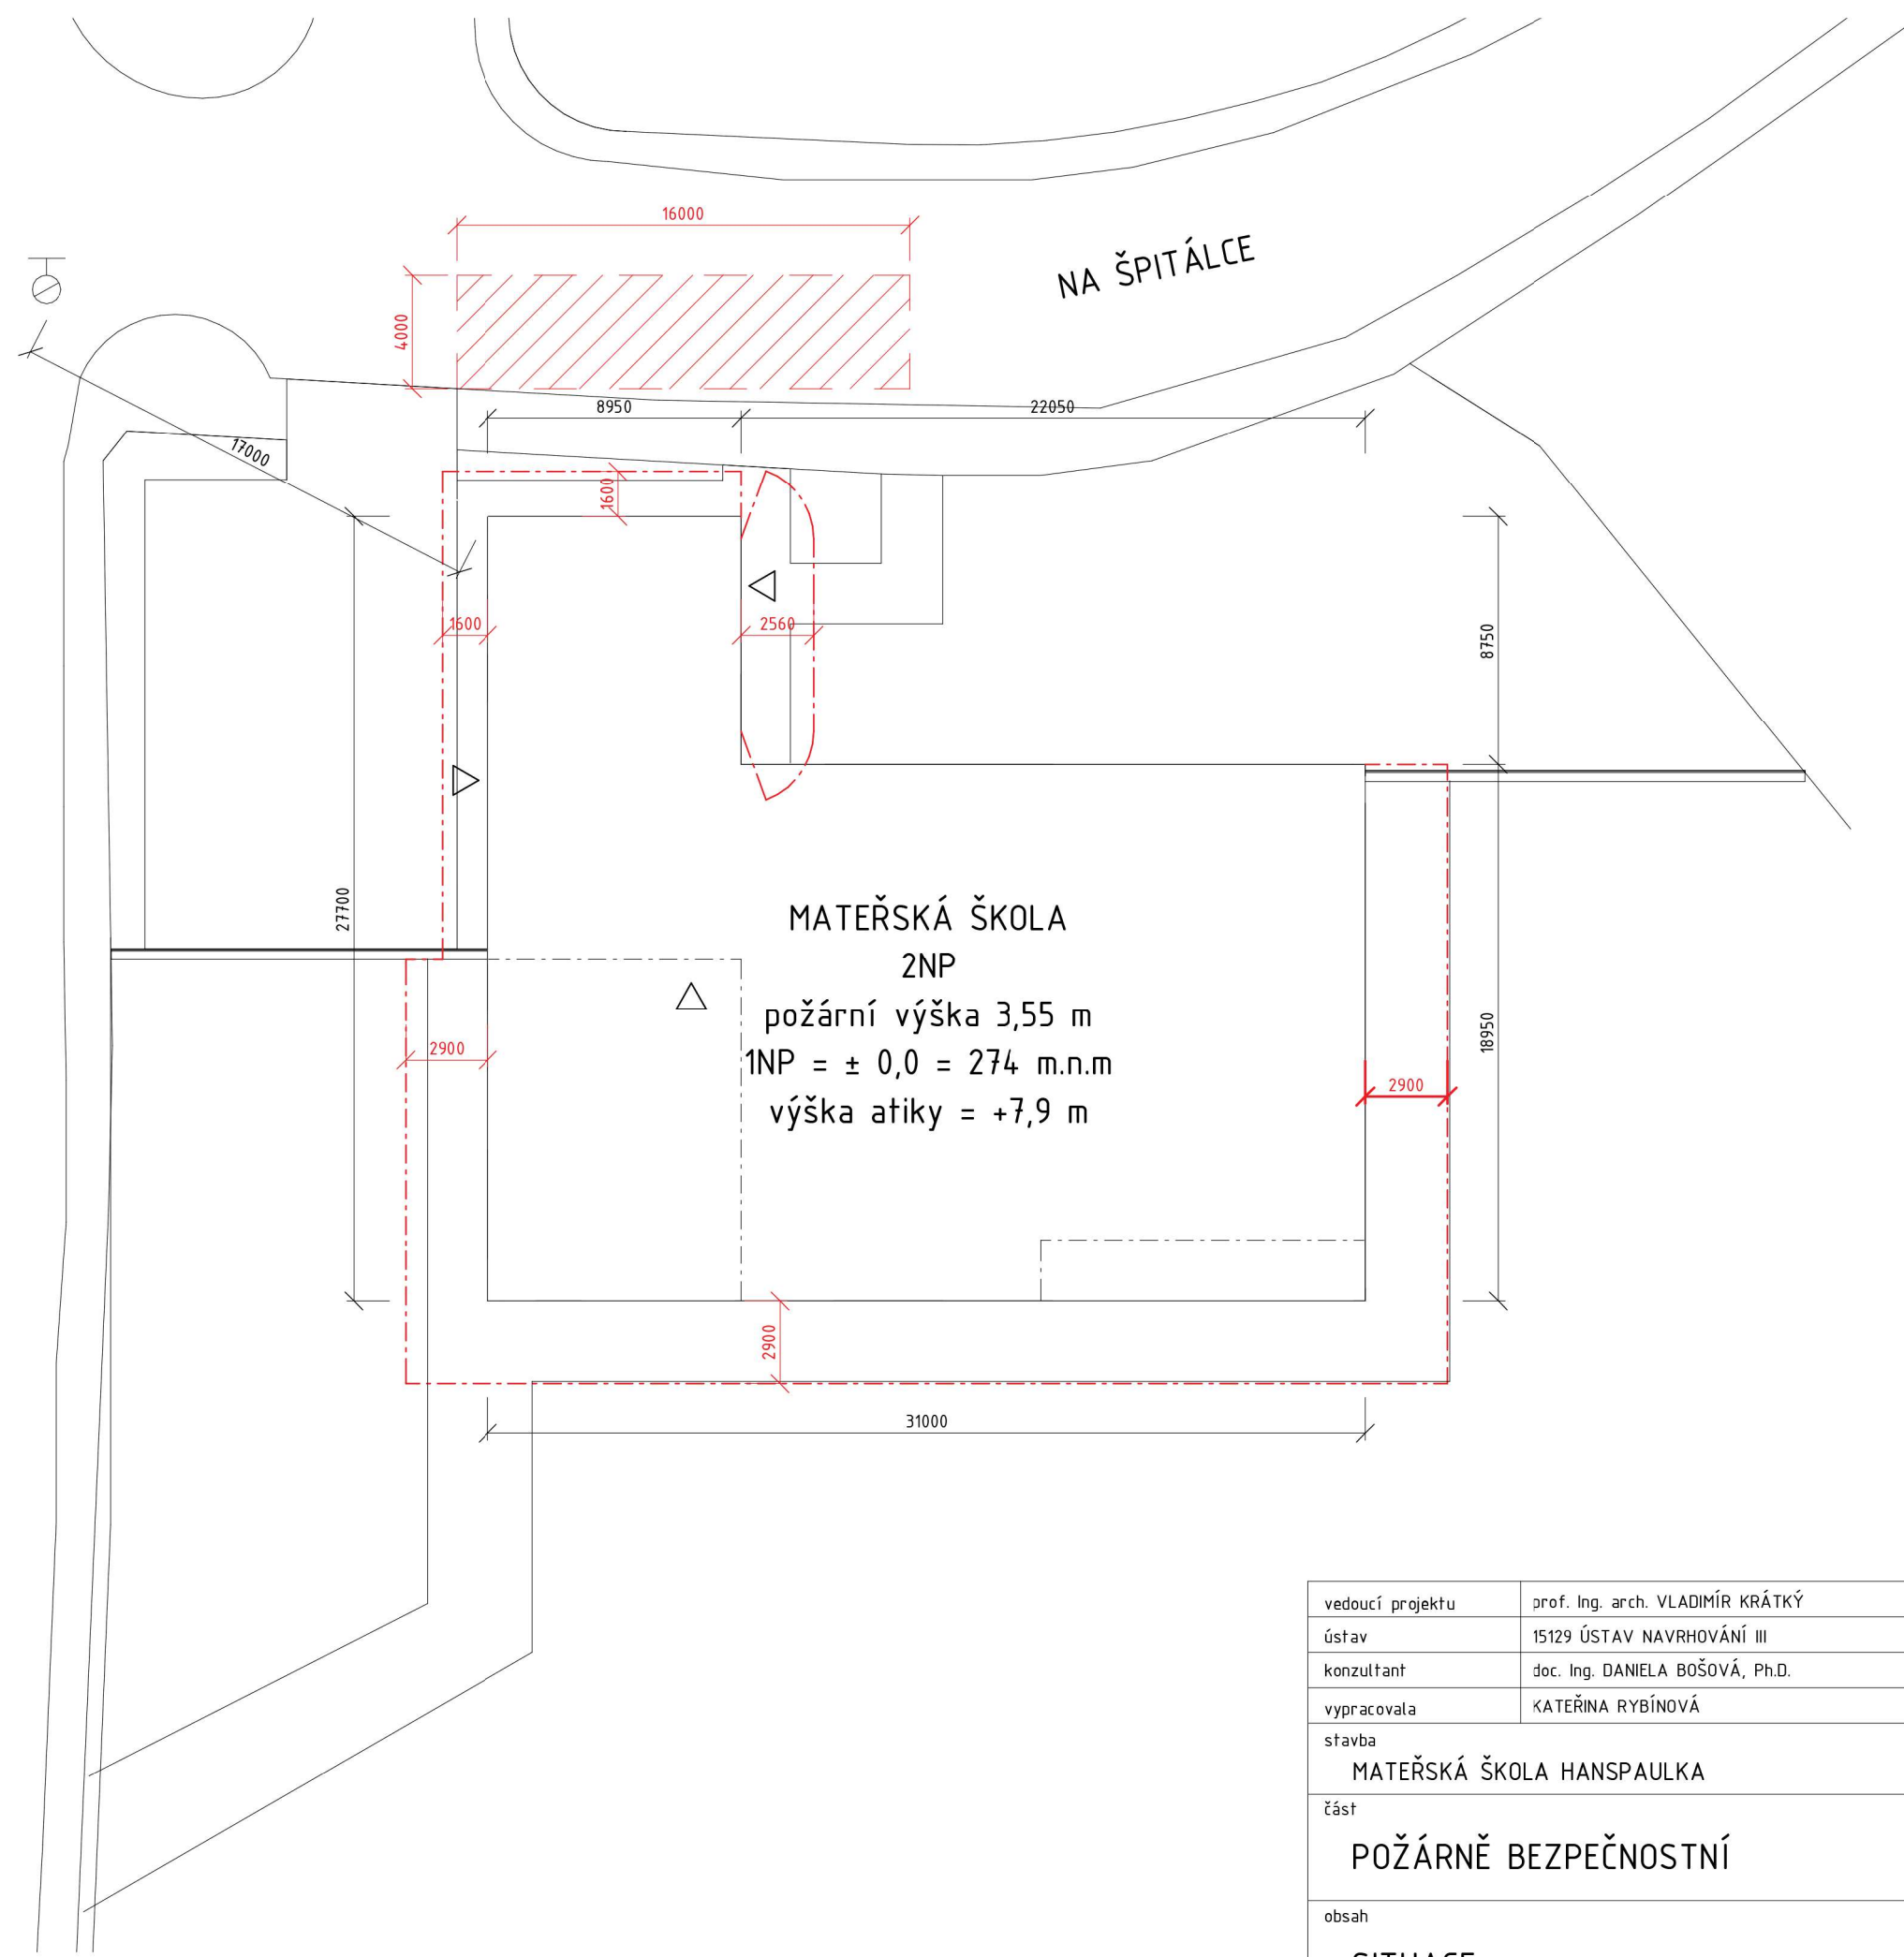 16000
NA ŠPITÁLCE
4000
8950
22050
17000
1600
1600
2560
8750
27700
MATEŘSKÁ ŠKOLA
2NP
požární výška 3,55 m
1NP = ± 0,0 = 274 m.n.m
výška atiky = +7,9 m
2900
18950
2900
2900
31000
vedoucí projektu prof. Ing. arch. VLADIMÍR KRÁTKÝ
ústav 15129 ÚSTAV NAVRHOVÁNÍ III
konzultant doc. Ing. DANIELA BOŠOVÁ, Ph.D.
vypracovala KATEŘINA RYBÍNOVÁ
stavba
MATEŘSKÁ ŠKOLA HANSPAULKA
část
POŽÁRNĚ BEZPEČNOSTNÍ
obsah